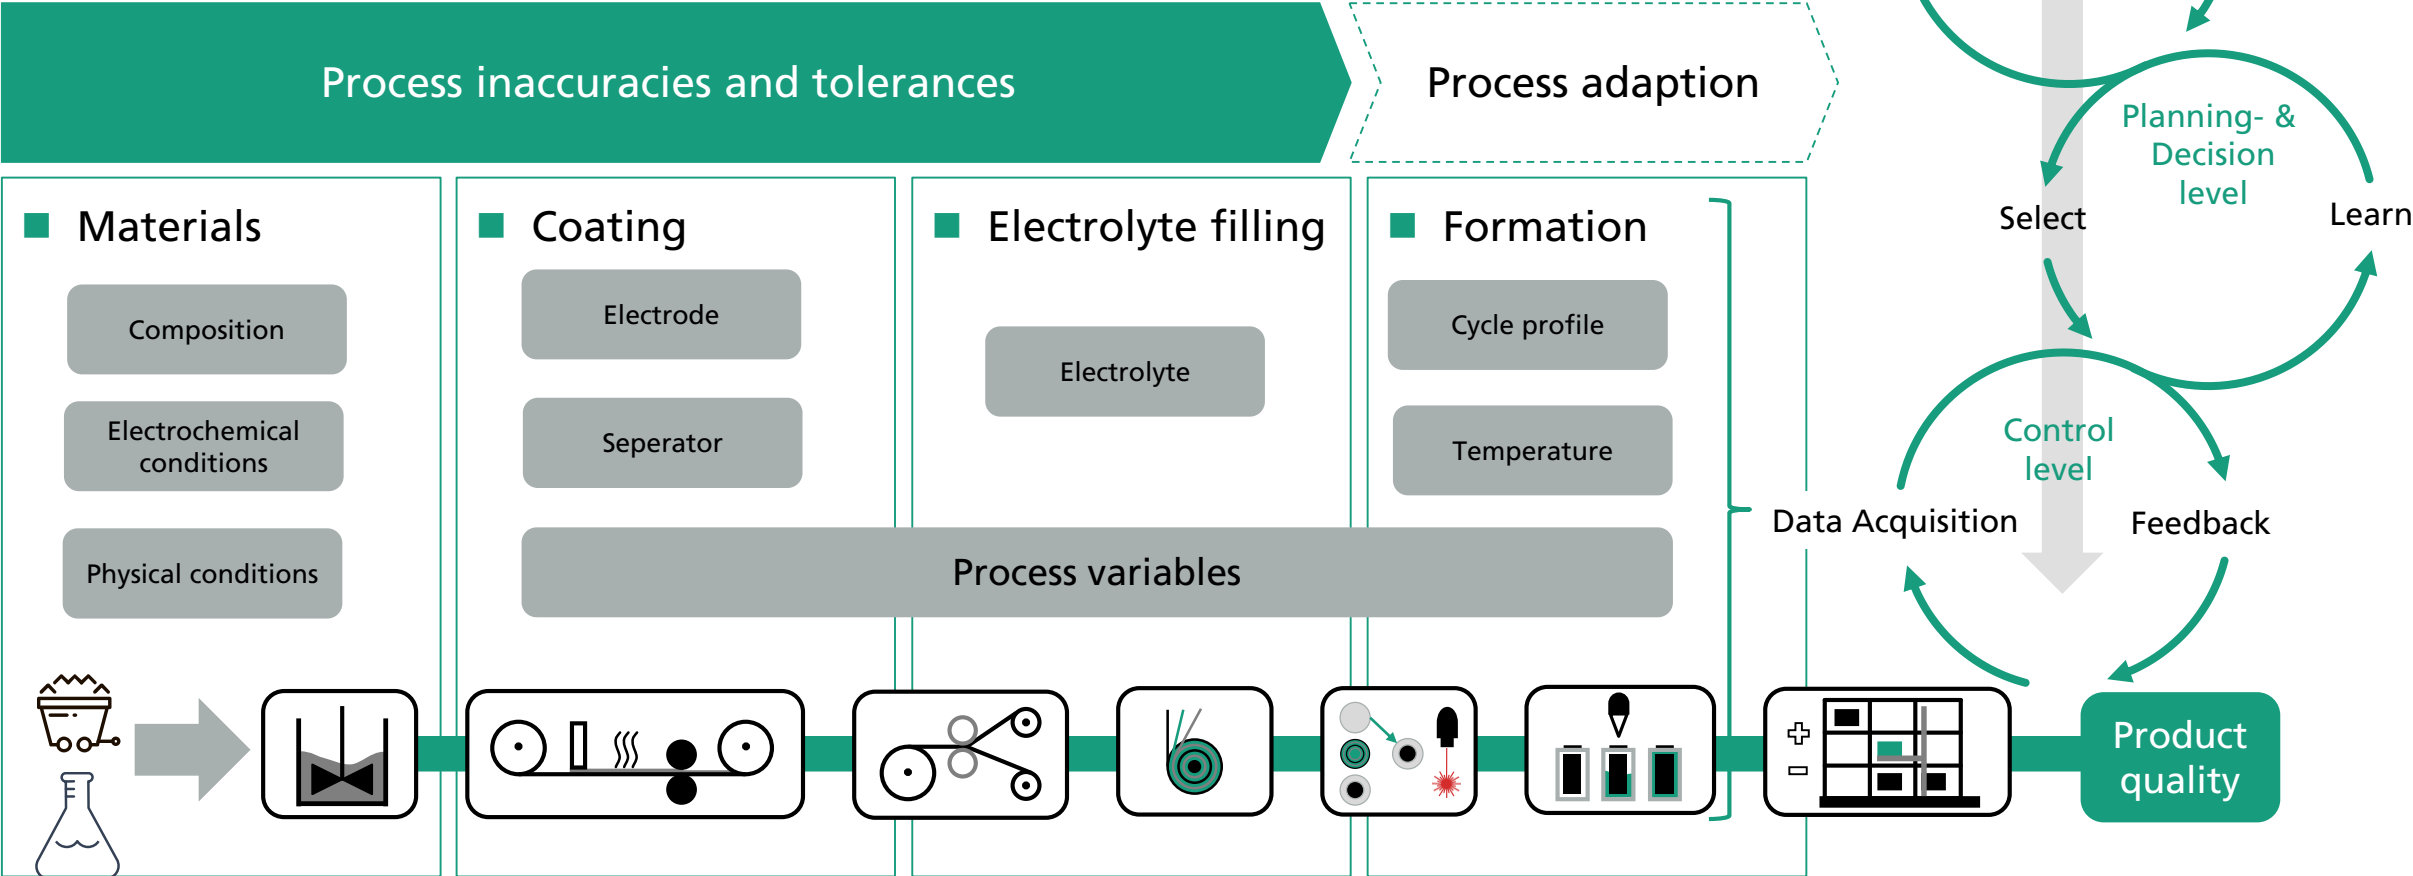 Process inaccuracies and tolerances
Process adaption
Materials
Composition
Electrochemical
conditions
Physical conditions
Coating
Electrode
Seperator
Electrolyte filling
Electrolyte
Formation
Cycle profile
Temperature
Process variables
Planning- &
Decision
level
Select
Learn
Control
level
Data Acquisition
Feedback
Product
quality